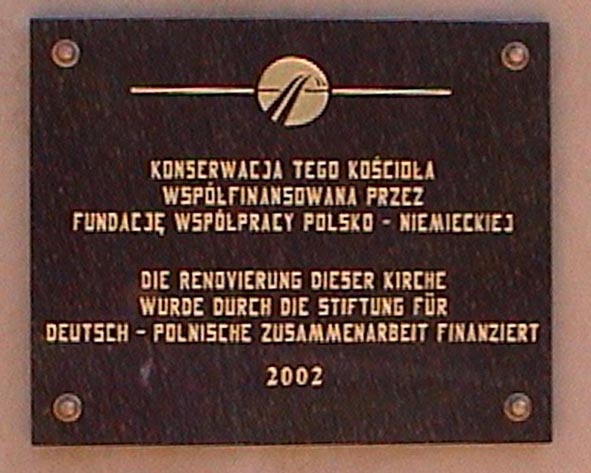 KONSERWACJA TEGO KOŚCIOŁA
WSPÓŁFINANSOWANA PRZEZ
FUNDACJĘ WSPÓŁPRACY POLSKO - NIEMIECKIEJ
DIE RENOVIERUNG DIESER KIRCHE
WURDE DURCH DIE STIFTUNG FÜR
DEUTSCH - POLNISCHE ZUSAMMENARBEIT FINANZIERT
2002